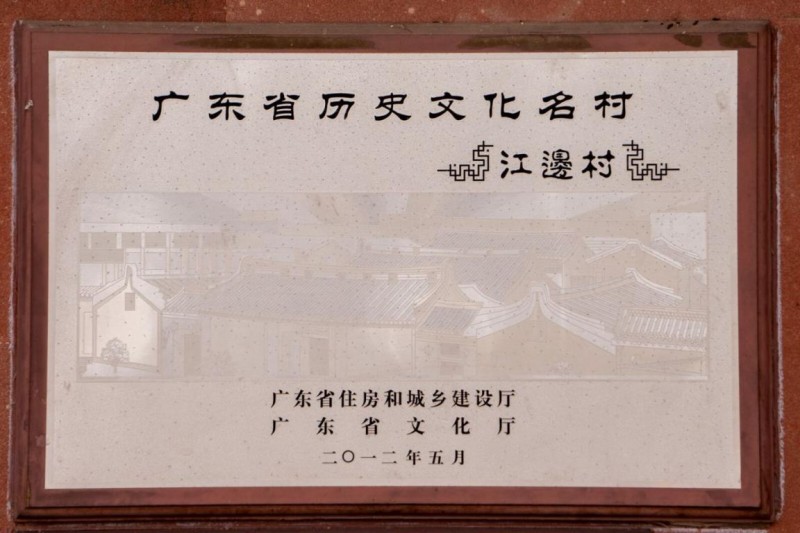 广东省历史文化名村
江邊村
广东省住房和城乡建设厅
广东省文化厅
二〇一二年五月